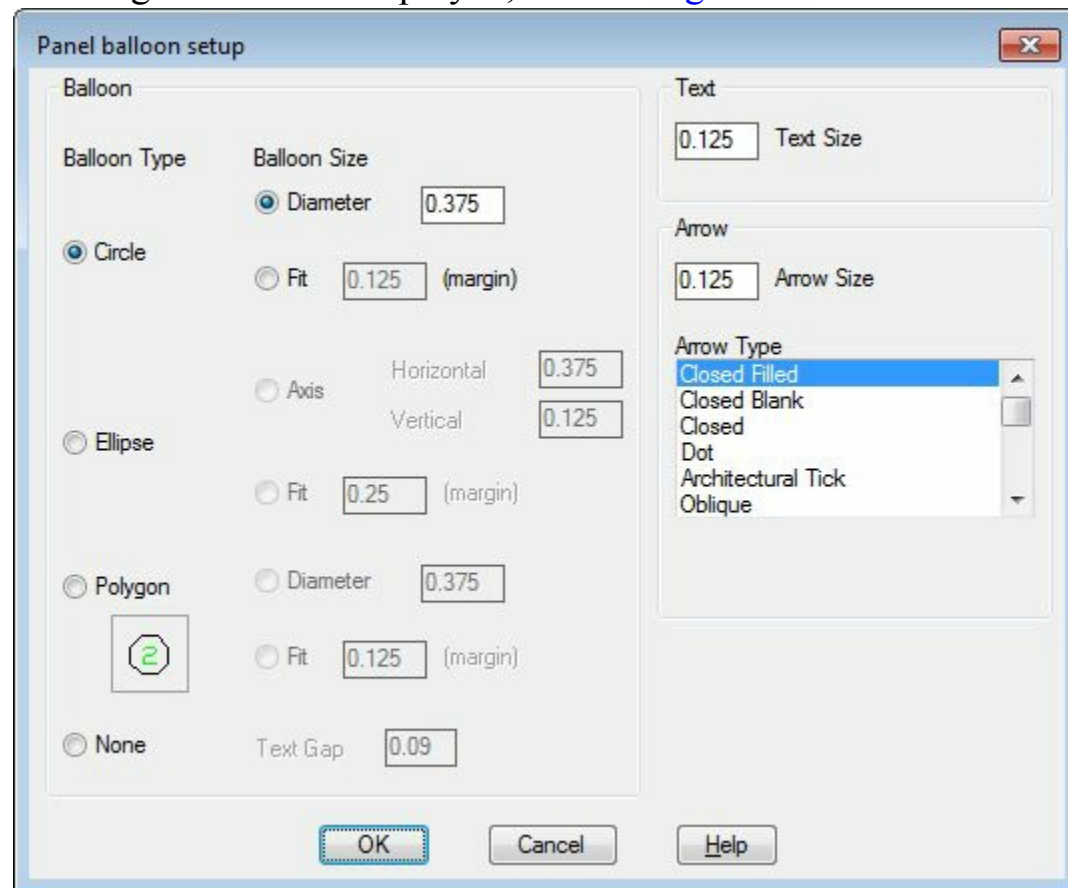 Panel balloon setup
Balloon
Balloon Type
Balloon Size
Diameter 0.375
Circle
Fit 0.125 (margin)
Horizontal 0.375
Axis
Vertical 0.125
Ellipse
Fit 0.25 (margin)
Polygon
Diameter 0.375
2
Fit 0.125 (margin)
None
Text Gap 0.09
Text
0.125 Text Size
Arrow
0.125 Arrow Size
Arrow Type
Closed Filled
Closed Blank
Closed
Dot
Architectural Tick
Oblique
OK
Cancel
Help